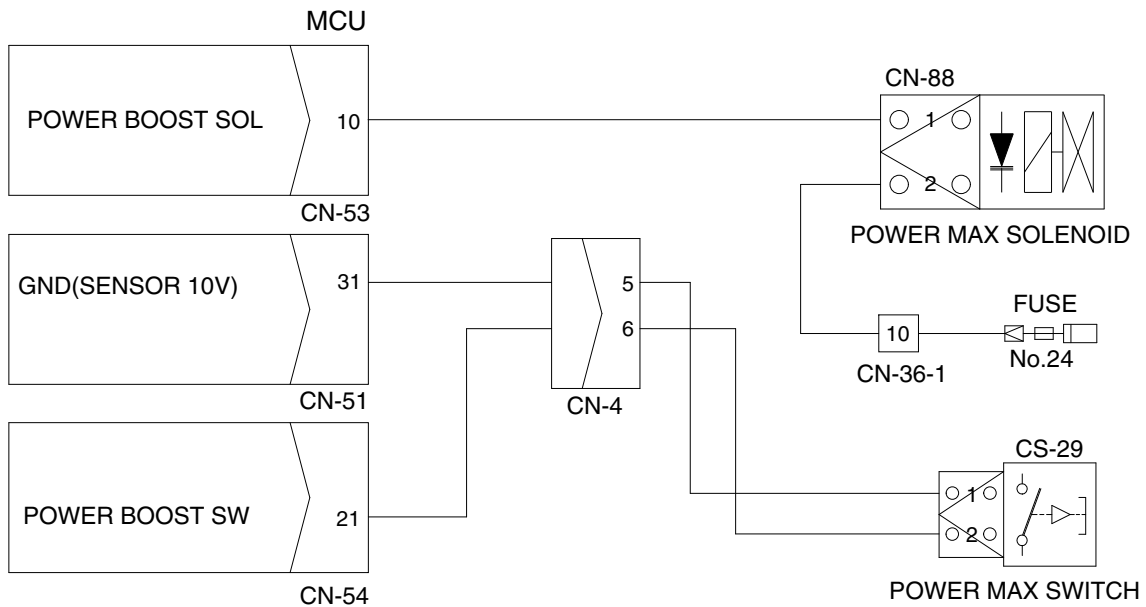 MCU
POWER BOOST SOL
10
CN-53
CN-88
1
2
POWER MAX SOLENOID
GND(SENSOR 10V)
31
CN-51
5
6
CN-4
10
CN-36-1
FUSE
No.24
POWER BOOST SW
21
CN-54
CS-29
1
2
POWER MAX SWITCH